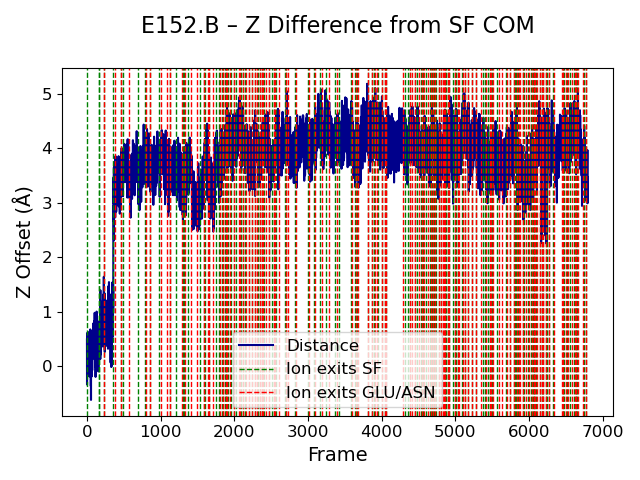 E152.B – Z Difference from SF COM
Z Offset (Å)
5
4
3
2
1
0
Distance
Ion exits SF
Ion exits GLU/ASN
0 1000 2000 3000 4000 5000 6000 7000
Frame